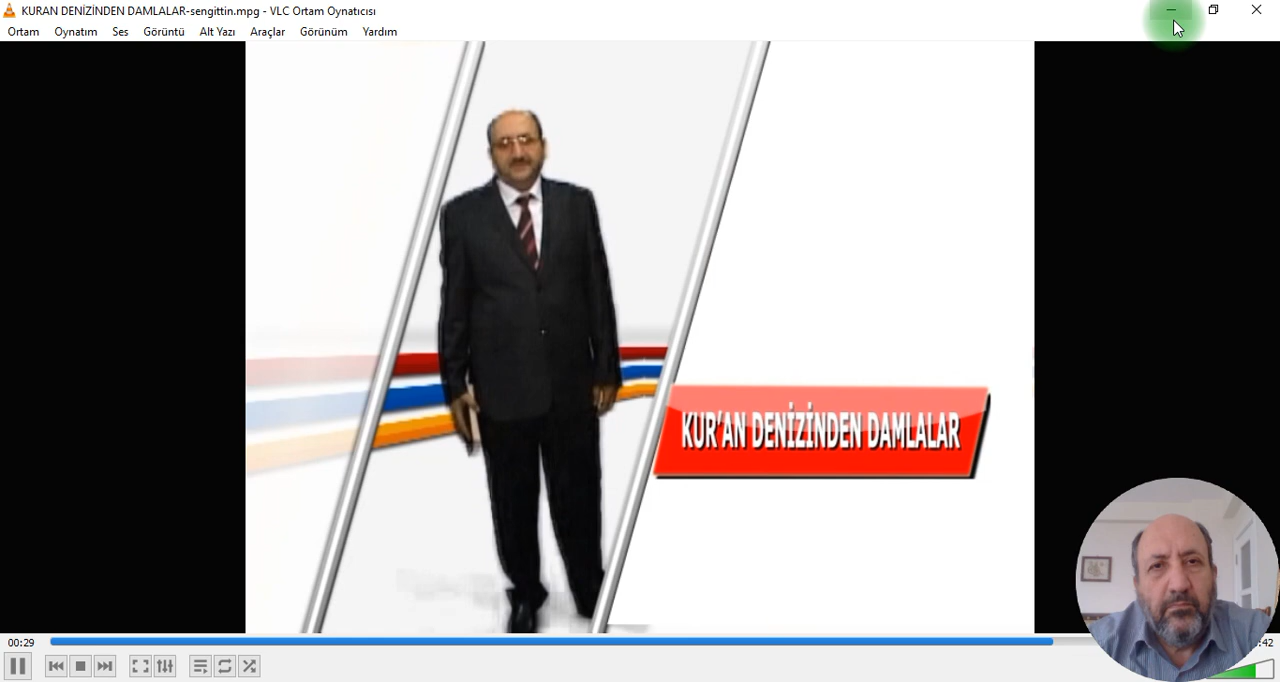 KURAN DENİZİNDEN DAMLALAR-sengittin.mpg - VLC Ortam Oynatıcısı
Ortam Oynatım Ses Görüntü Alt Yazı Araçlar Görünüm Yardım
KUR'AN DENİZİNDEN DAMLALAR
00:29
:42